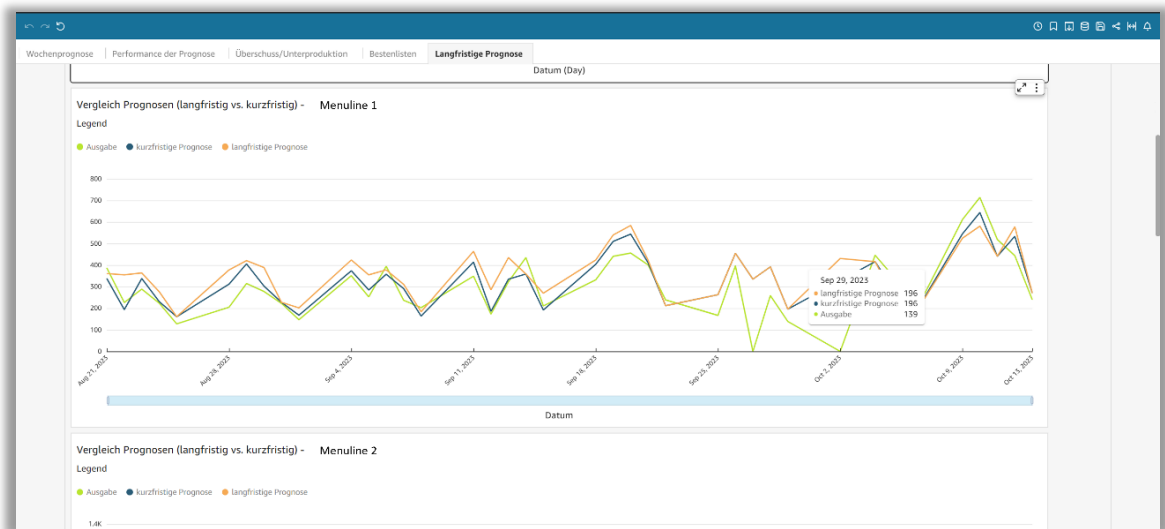 Wochenprognose Performance der Prognose Überschuss/Unterproduktion Bestenlisten Langfristige Prognose
Datum (Day)
Vergleich Prognosen (langfristig vs. kurzfristig) - Menuline 1
Legend
Ausgabe kurzfristige Prognose langfristige Prognose
800
700
600
500
400
300
200
100
0
Sep 29, 2023
langfristige Prognose 196
kurzfristige Prognose 196
Ausgabe 139
Aug 21, 2023 Aug 28, 2023 Sep 4, 2023 Sep 11, 2023 Sep 18, 2023 Sep 25, 2023 Oct 2, 2023 Oct 9, 2023 Oct 13, 2023
Datum
Vergleich Prognosen (langfristig vs. kurzfristig) - Menuline 2
Legend
Ausgabe kurzfristige Prognose langfristige Prognose
1.4K